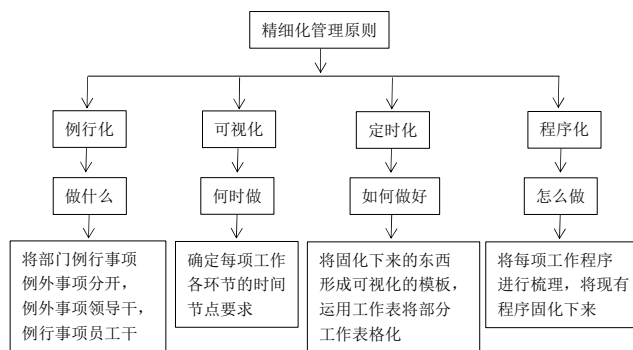 精细化管理原则
例行化
可视化
定时化
程序化
做什么
何时做
如何做好
怎么做
将部门例行事项
例外事项分开，
例外事项领导干，
例行事项员工干
确定每项工作
各环节的时间
节点要求
将固化下来的东西
形成可视化的模板，
运用工作表将部分
工作表格化
将每项工作程序
进行梳理，将现有
程序固化下来